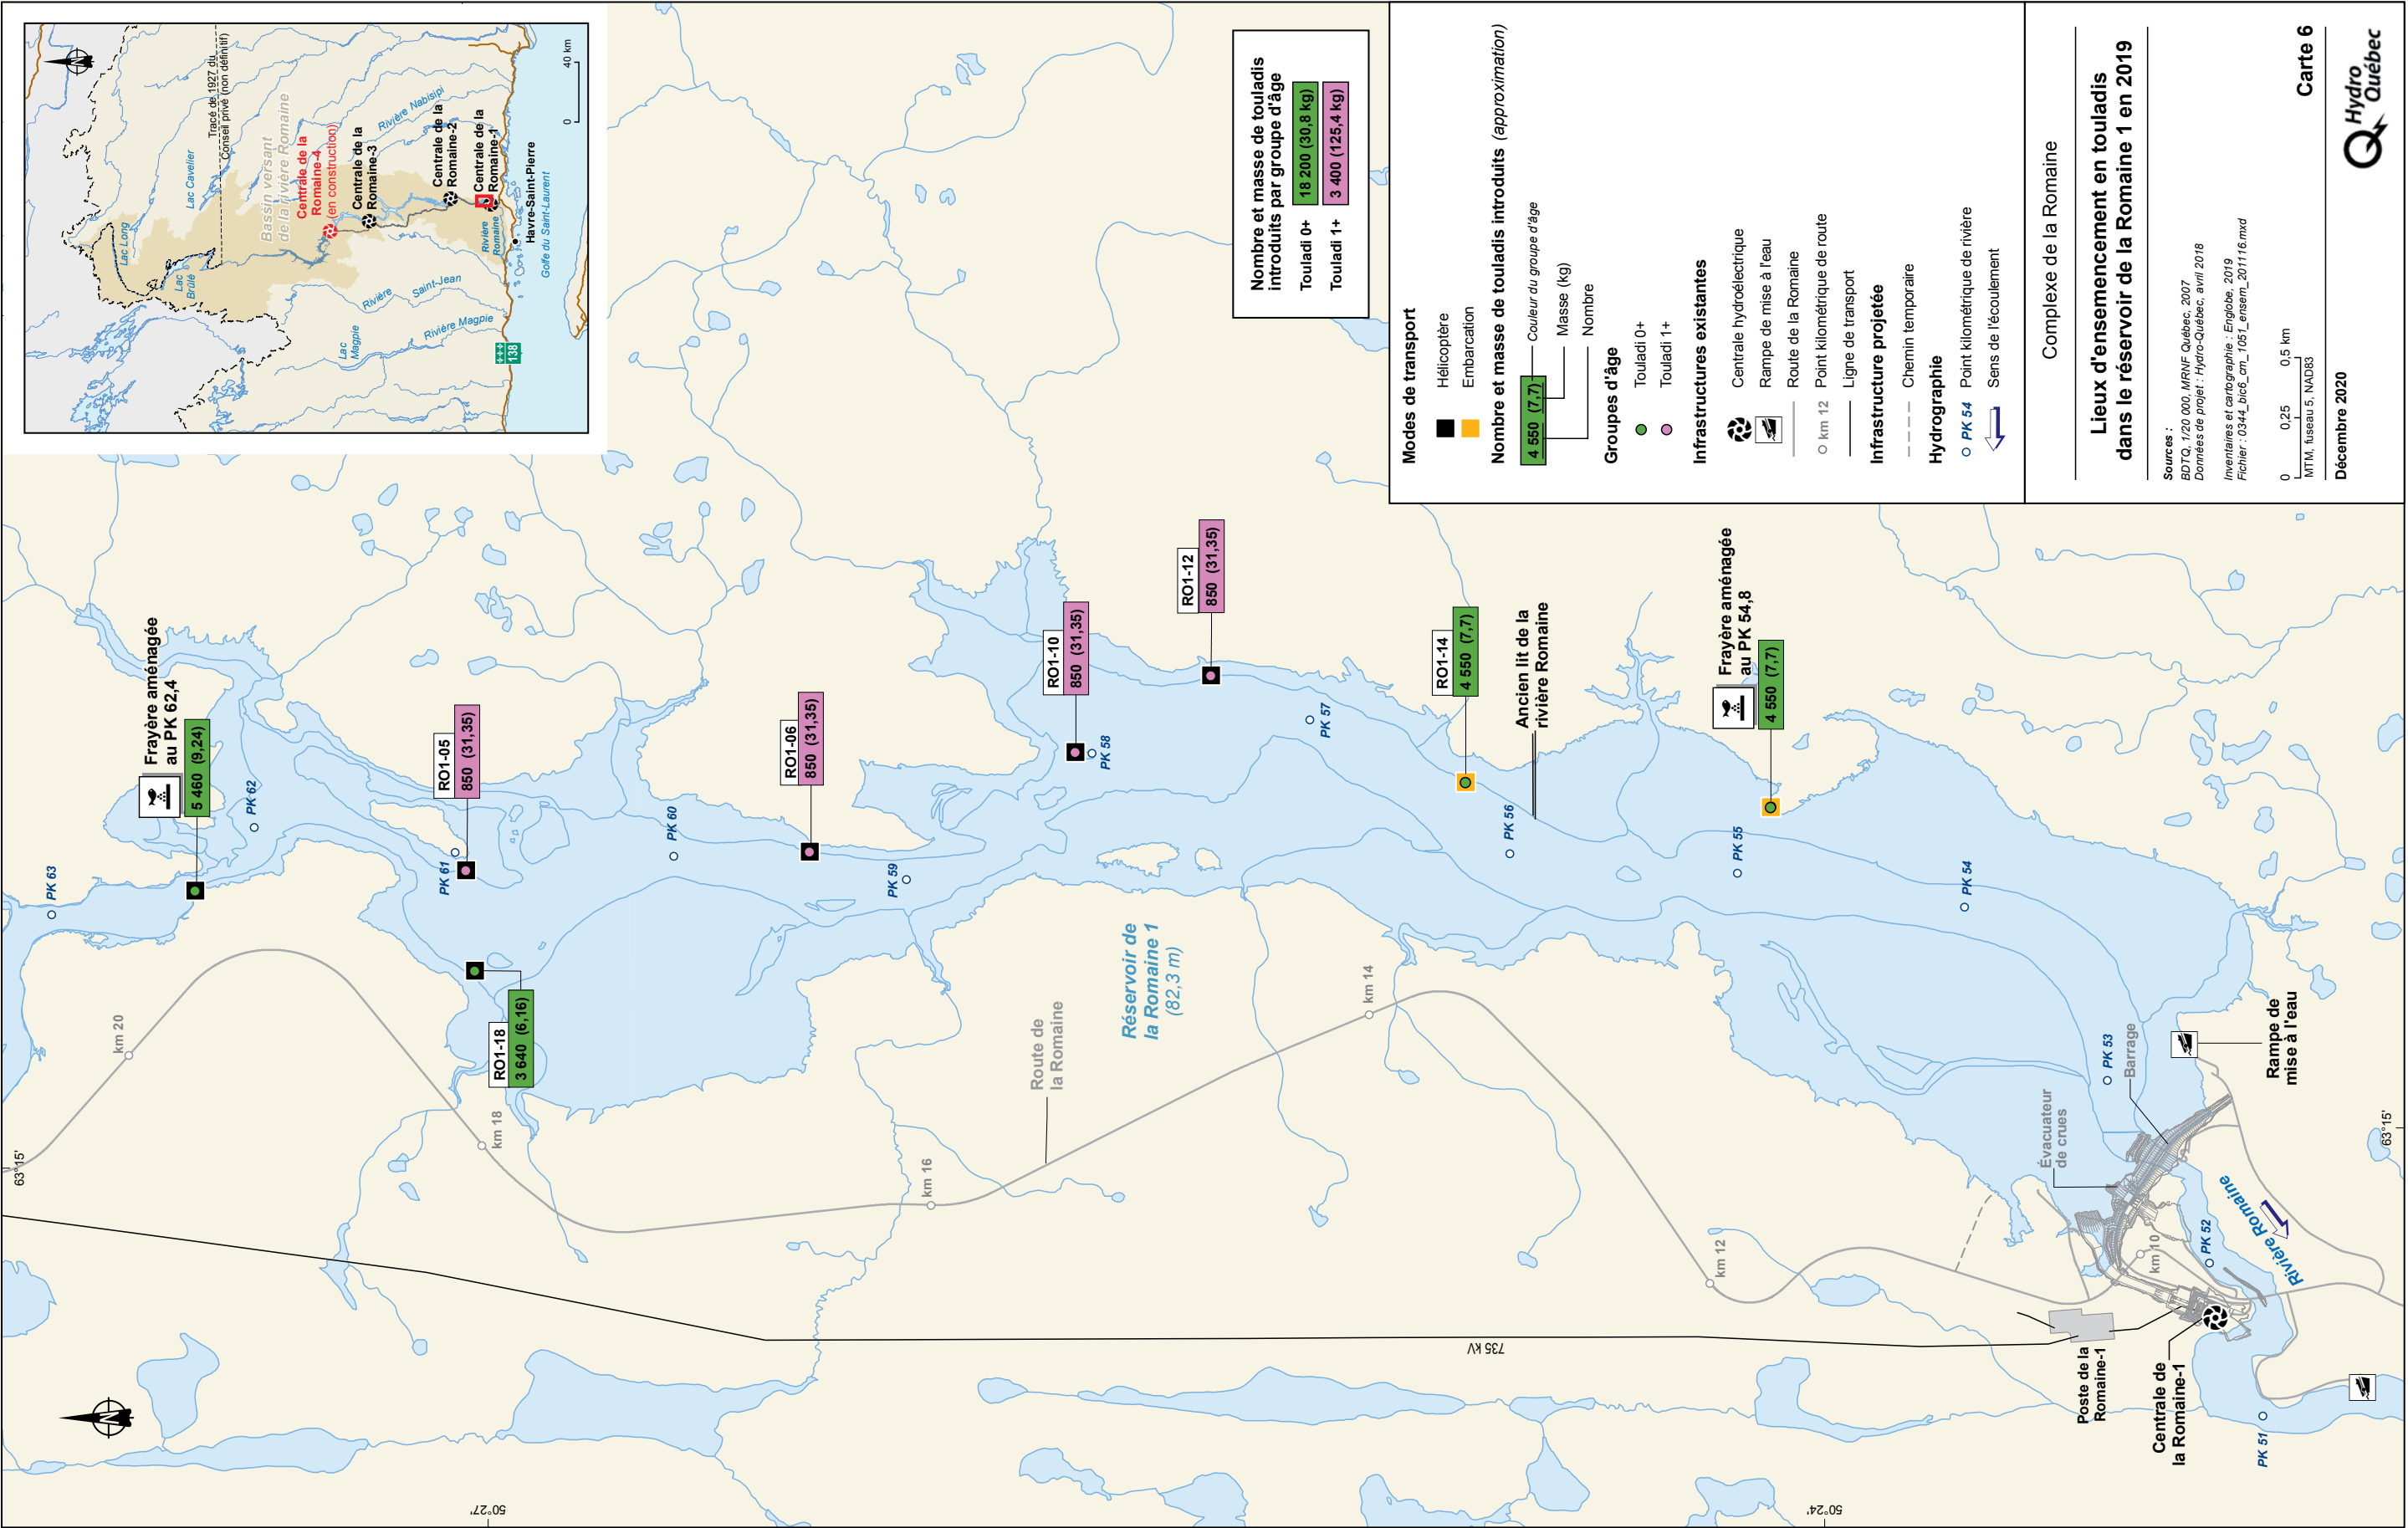 Complexe de la Romaine
Lieux d'ensemencement en touladis
dans le réservoir de la Romaine 1 en 2019
Sources :
BDTQ, 1/20 000, MRNF Québec, 2007
Données de projet : Hydro-Québec, avril 2018
Inventaires et cartographie : Englobe, 2019
Fichier : 0344_bic6_cm_1051_ensem_201116.mxd
0 0,25 0,5 km
MTM, fuseau 5, NAD83
Décembre 2020
Carte 6
Hydro
Québec
Modes de transport
Hélicoptère
Embarcation
Nombre et masse de touladis introduits (approximation)
4 550 (7,7)
Couleur du groupe d'âge
Masse (kg)
Nombre
Groupes d'âge
Touladi 0+
Touladi 1+
Infrastructures existantes
Centrale hydroélectrique
Rampe de mise à l'eau
Route de la Romaine
km 12 Point kilométrique de route
Ligne de transport
Infrastructure projetée
Chemin temporaire
Hydrographie
PK 54 Point kilométrique de rivière
Sens de l'écoulement
Nombre et masse de touladis
introduits par groupe d'âge
Touladi 0+ 18 200 (30,8 kg)
Touladi 1+ 3 400 (125,4 kg)
Tracé de 1927 du
Conseil privé (non définitif)
Bassin versant
de la rivière Romaine
Lac Cavelier
Lac Long
Lac
Brûlé
Centrale de la
Romaine-4
(en construction)
Centrale de la
Romaine-3
Centrale de la
Romaine-2
Centrale de la
Romaine-1
Rivière Nabisipi
Rivière
Romaine
Rivière
Saint-Jean
Lac
Magpie
Rivière Magpie
Havre-Saint-Pierre
Golfe du Saint-Laurent
138
0 40 km
PK 63
Frayère aménagée
au PK 62,4
5 460 (9,24)
PK 62
RO1-05
850 (31,35)
PK 61
RO1-18
3 640 (6,16)
PK 60
RO1-06
850 (31,35)
PK 59
RO1-10
850 (31,35)
PK 58
RO1-12
850 (31,35)
PK 57
RO1-14
4 550 (7,7)
PK 56
Ancien lit de la
rivière Romaine
Frayère aménagée
au PK 54,8
4 550 (7,7)
PK 55
PK 54
PK 53
PK 52
PK 51
Réservoir de
la Romaine 1
(82,3 m)
Route de
la Romaine
km 20
km 18
km 16
km 14
km 12
km 10
735 kV
Évacuateur
de crues
Barrage
Rampe de
mise à l'eau
Rivière Romaine
Poste de la
Romaine-1
Centrale de
la Romaine-1
63°15'
63°15'
50°27'
50°24'
N
N